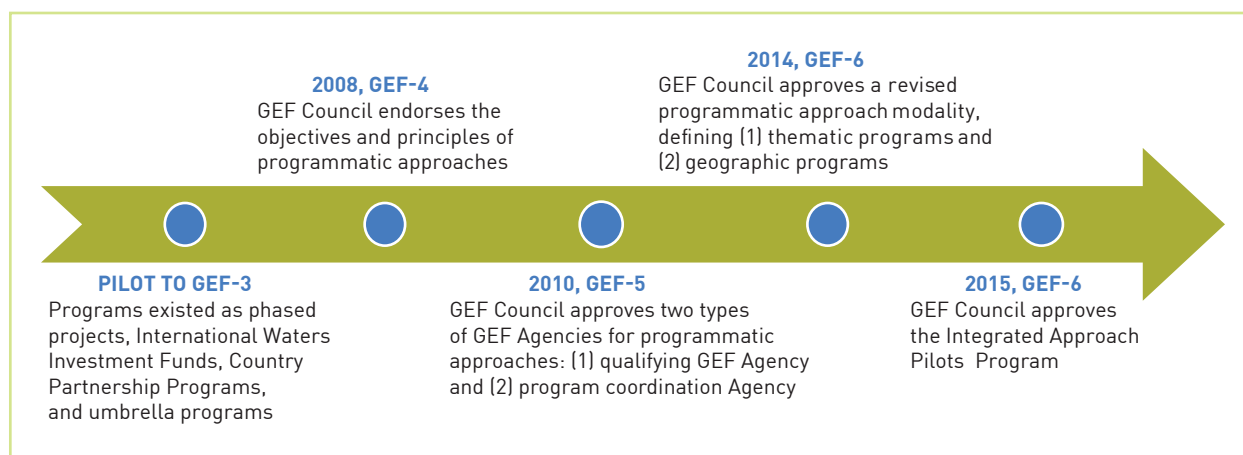 2008, GEF-4
GEF Council endorses the
objectives and principles of
programmatic approaches
2014, GEF-6
GEF Council approves a revised
programmatic approach modality,
defining (1) thematic programs and
(2) geographic programs
PILOT TO GEF-3
Programs existed as phased
projects, International Waters
Investment Funds, Country
Partnership Programs,
and umbrella programs
2010, GEF-5
GEF Council approves two types
of GEF Agencies for programmatic
approaches: (1) qualifying GEF Agency
and (2) program coordination Agency
2015, GEF-6
GEF Council approves
the Integrated Approach
Pilots Program